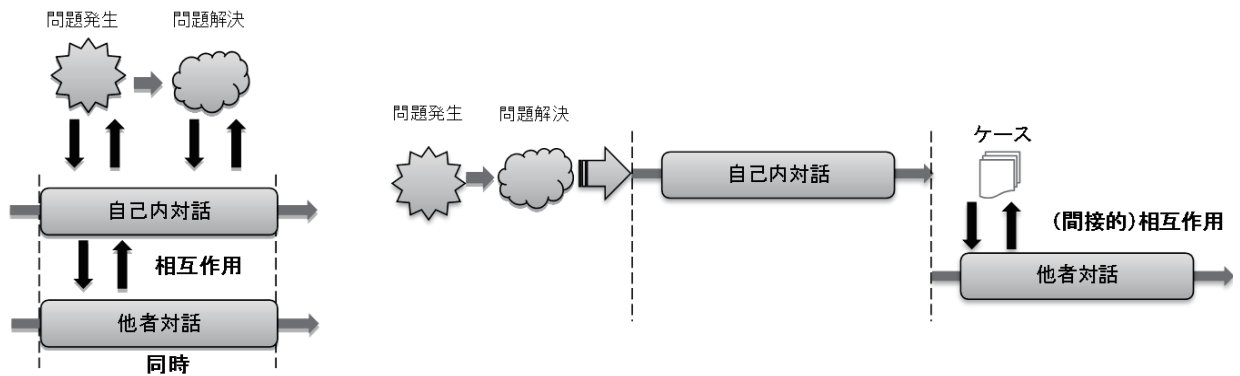 問題発生
問題解決
自己内対話
相互作用
他者対話
同時
問題発生
問題解決
自己内対話
ケース
(間接的)相互作用
他者対話